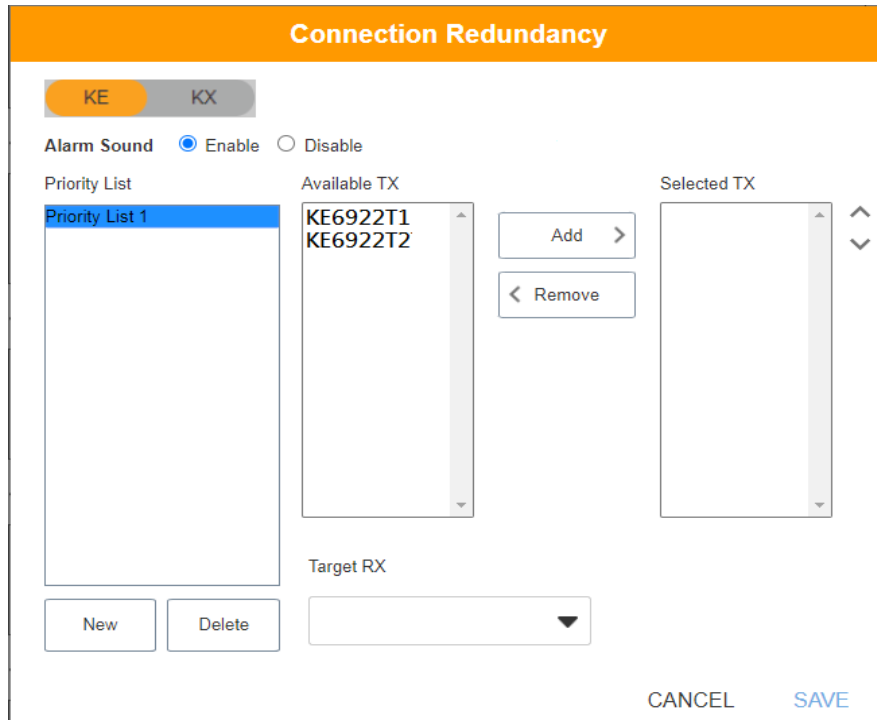 Connection Redundancy
KE KX
Alarm Sound Enable Disable
Priority List Available TX Selected TX
Priority List 1
KE6922T1
KE6922T2
Add
Remove
Target RX
New Delete
CANCEL SAVE